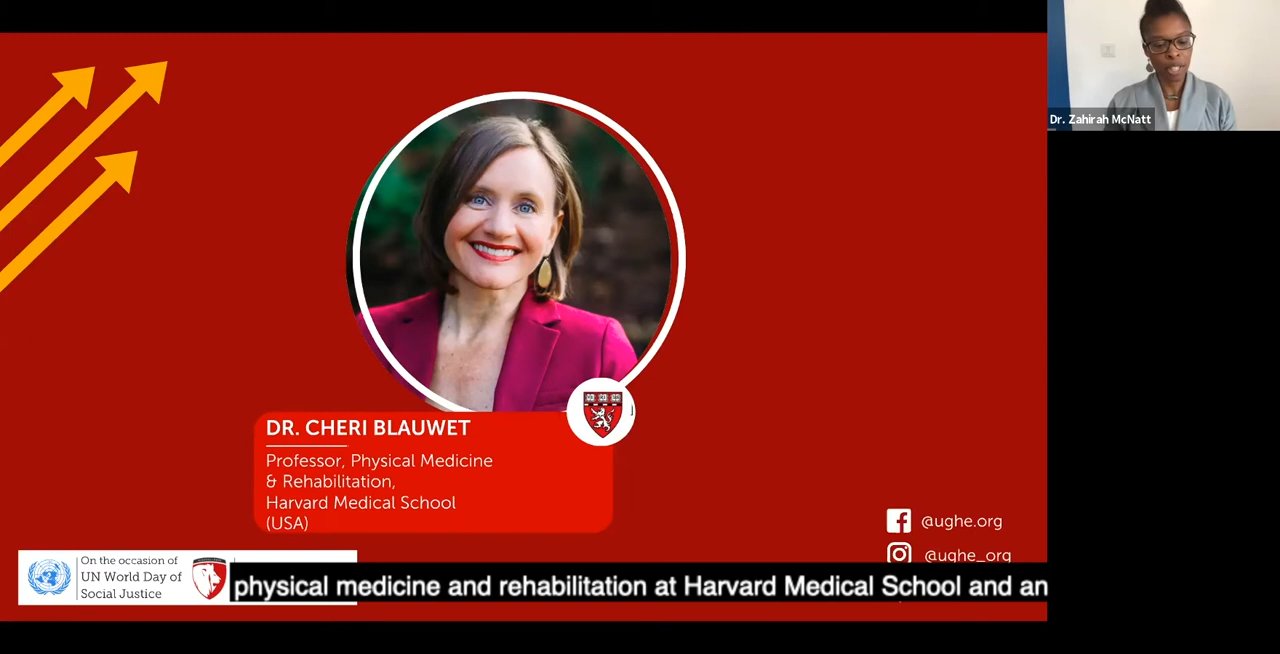 Dr. Zahirah McNatt
DR. CHERI BLAUWET
Professor, Physical Medicine
& Rehabilitation,
Harvard Medical School
(USA)
@ughe.org
@ughe_org
On the occasion of
UN World Day of
Social Justice
physical medicine and rehabilitation at Harvard Medical School and an